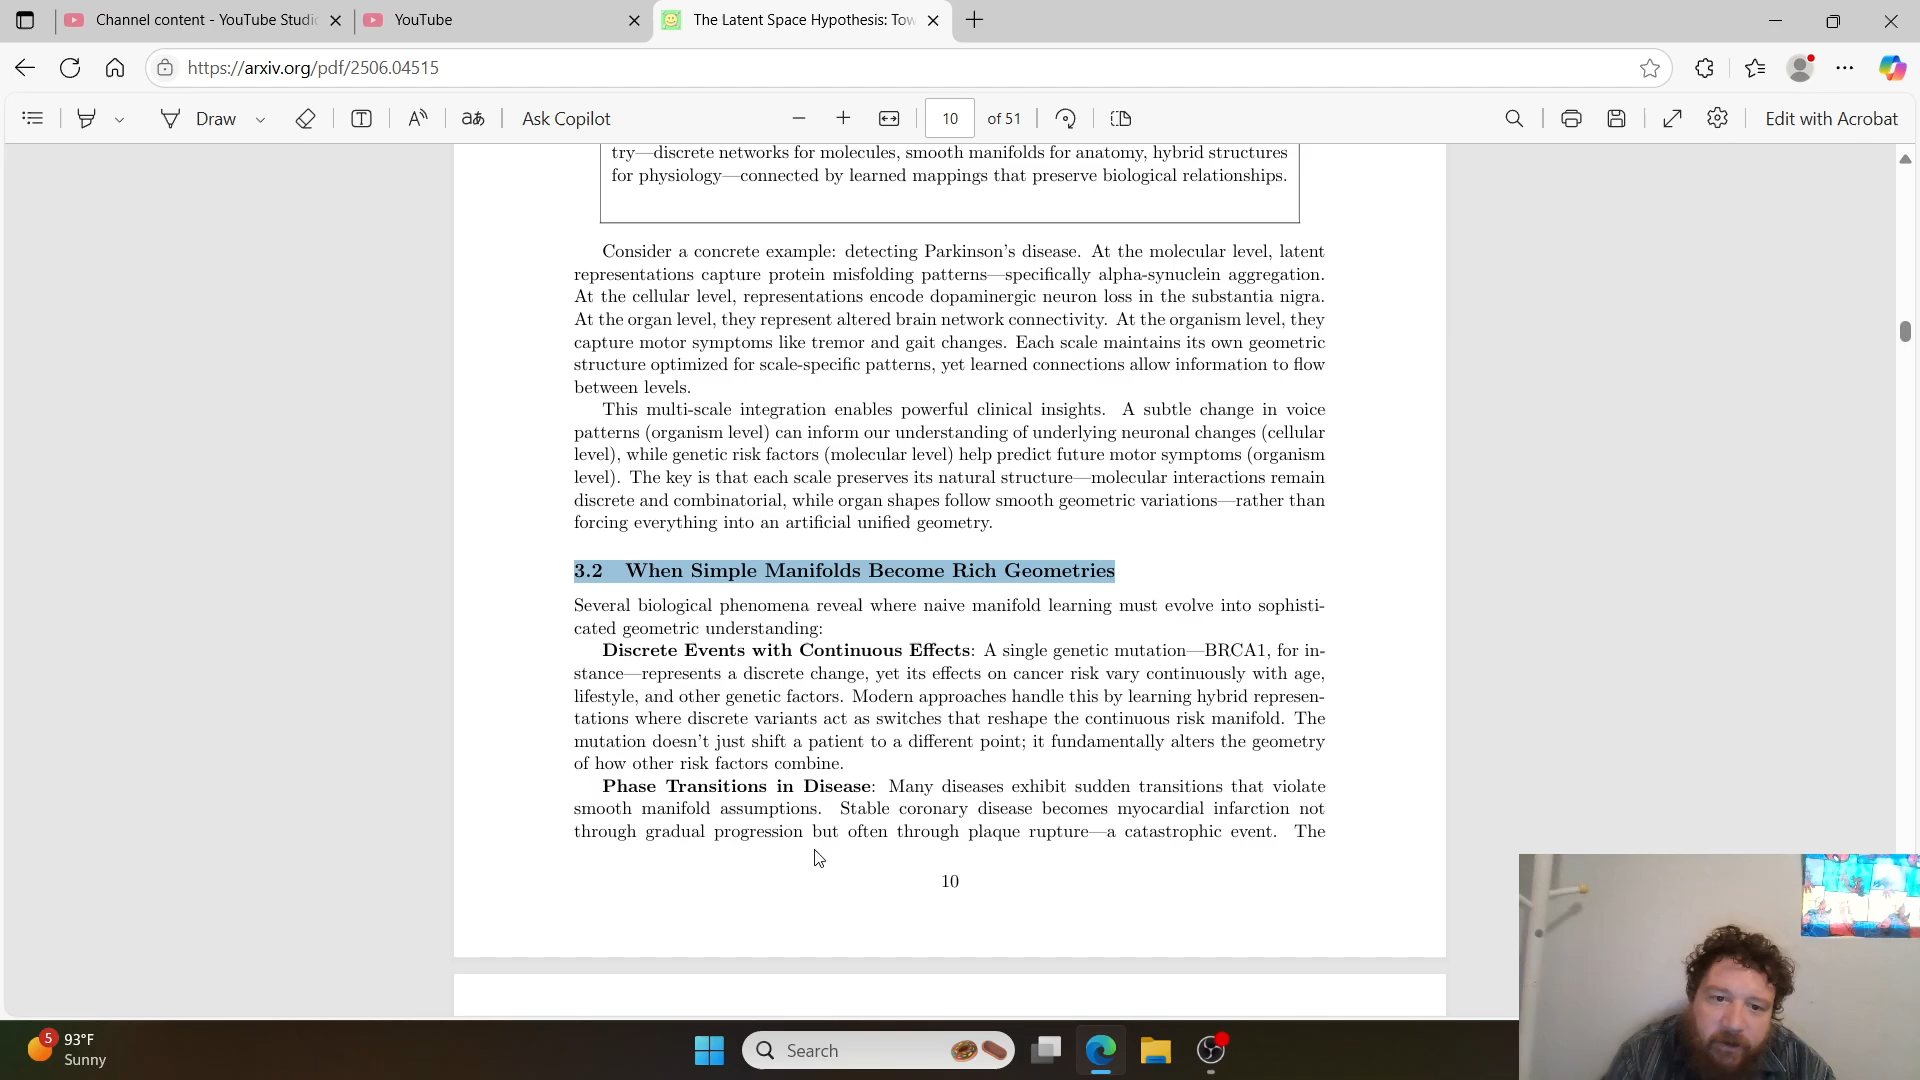 Channel content - YouTube Studio
YouTube
The Latent Space Hypothesis: Tow
https://arxiv.org/pdf/2506.04515
Draw
Ask Copilot
10 of 51
Edit with Acrobat
try—discrete networks for molecules, smooth manifolds for anatomy, hybrid structures
for physiology—connected by learned mappings that preserve biological relationships.
Consider a concrete example: detecting Parkinson's disease. At the molecular level, latent
representations capture protein misfolding patterns—specifically alpha-synuclein aggregation.
At the cellular level, representations encode dopaminergic neuron loss in the substantia nigra.
At the organ level, they represent altered brain network connectivity. At the organism level, they
capture motor symptoms like tremor and gait changes. Each scale maintains its own geometric
structure optimized for scale-specific patterns, yet learned connections allow information to flow
between levels.
This multi-scale integration enables powerful clinical insights. A subtle change in voice
patterns (organism level) can inform our understanding of underlying neuronal changes (cellular
level), while genetic risk factors (molecular level) help predict future motor symptoms (organism
level). The key is that each scale preserves its natural structure—molecular interactions remain
discrete and combinatorial, while organ shapes follow smooth geometric variations—rather than
forcing everything into an artificial unified geometry.
3.2 When Simple Manifolds Become Rich Geometries
Several biological phenomena reveal where naive manifold learning must evolve into sophisti-
cated geometric understanding:
Discrete Events with Continuous Effects: A single genetic mutation—BRCA1, for in-
stance—represents a discrete change, yet its effects on cancer risk vary continuously with age,
lifestyle, and other genetic factors. Modern approaches handle this by learning hybrid represen-
tations where discrete variants act as switches that reshape the continuous risk manifold. The
mutation doesn't just shift a patient to a different point; it fundamentally alters the geometry
of how other risk factors combine.
Phase Transitions in Disease: Many diseases exhibit sudden transitions that violate
smooth manifold assumptions. Stable coronary disease becomes myocardial infarction not
through gradual progression but often through plaque rupture—a catastrophic event. The
10
5
93°F
Sunny
Search